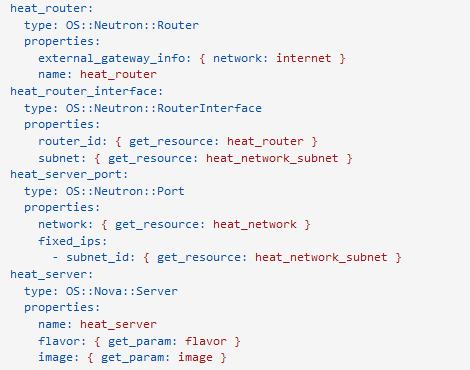 heat_router:
  type: OS::Neutron::Router
  properties:
    external_gateway_info: { network: internet }
    name: heat_router
heat_router_interface:
  type: OS::Neutron::RouterInterface
  properties:
    router_id: { get_resource: heat_router }
    subnet: { get_resource: heat_network_subnet }
heat_server_port:
  type: OS::Neutron::Port
  properties:
    network: { get_resource: heat_network }
    fixed_ips:
      - subnet_id: { get_resource: heat_network_subnet }
heat_server:
  type: OS::Nova::Server
  properties:
    name: heat_server
    flavor: { get_param: flavor }
    image: { get_param: image }